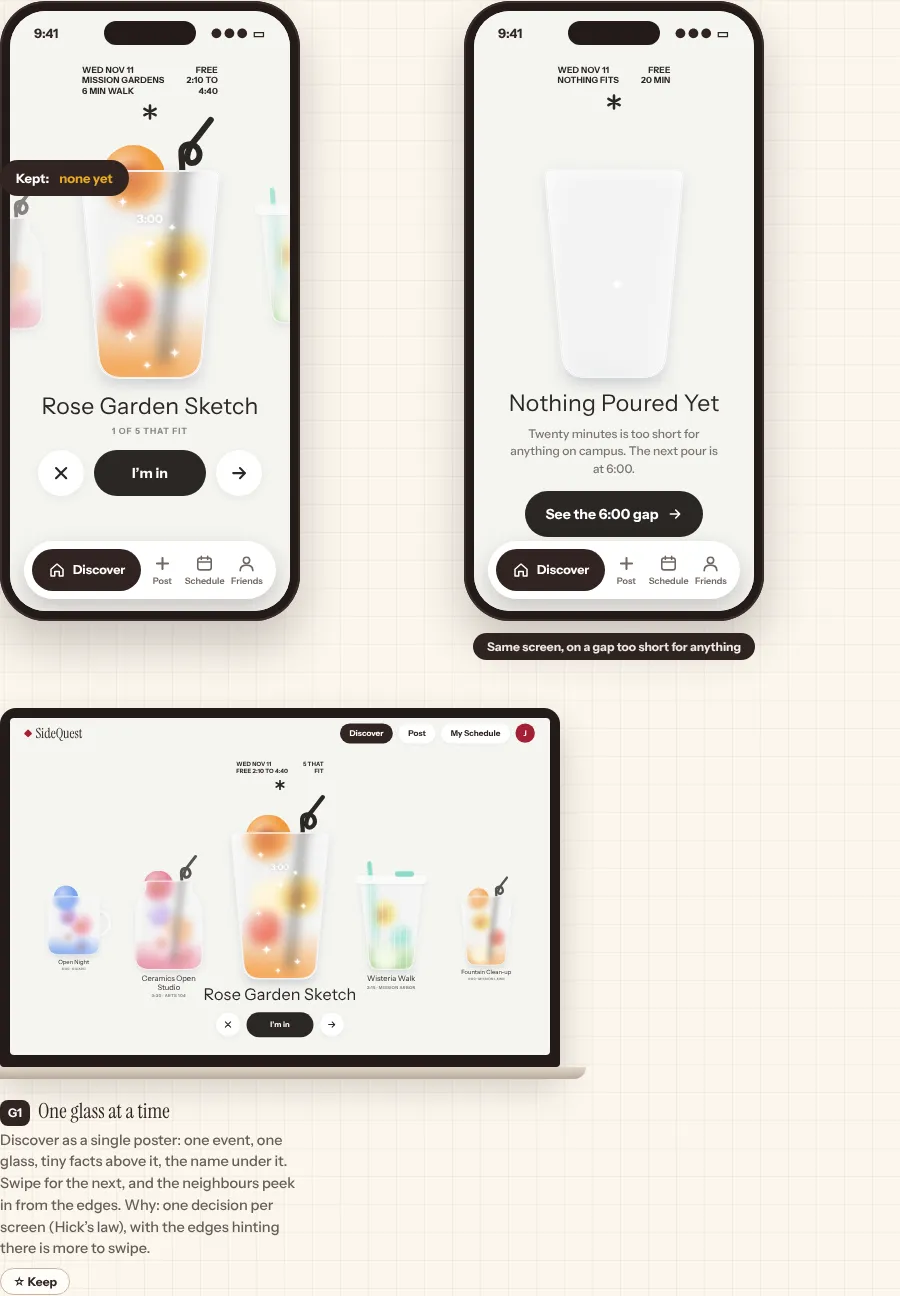 9:41
WED NOV 11
MISSION GARDENS
6 MIN WALK
FREE
2:10 TO
4:40
Kept: none yet
3:00
Rose Garden Sketch
1 OF 5 THAT FIT
I'm in
Discover
Post
Schedule
Friends
9:41
WED NOV 11
NOTHING FITS
FREE
20 MIN
Nothing Poured Yet
Twenty minutes is too short for
anything on campus. The next pour is
at 6:00.
See the 6:00 gap →
Discover
Post
Schedule
Friends
Same screen, on a gap too short for anything
SideQuest
Discover
Post
My Schedule
J
WED NOV 11
FREE 2:10 TO 4:40
5 THAT
FIT
3:00
Open Night
Ceramics Open
Studio
Rose Garden Sketch
Wisteria Walk
Fountain Clean-up
I'm in
G1 One glass at a time
Discover as a single poster: one event, one
glass, tiny facts above it, the name under it.
Swipe for the next, and the neighbours peek
in from the edges. Why: one decision per
screen (Hick's law), with the edges hinting
there is more to swipe.
☆ Keep